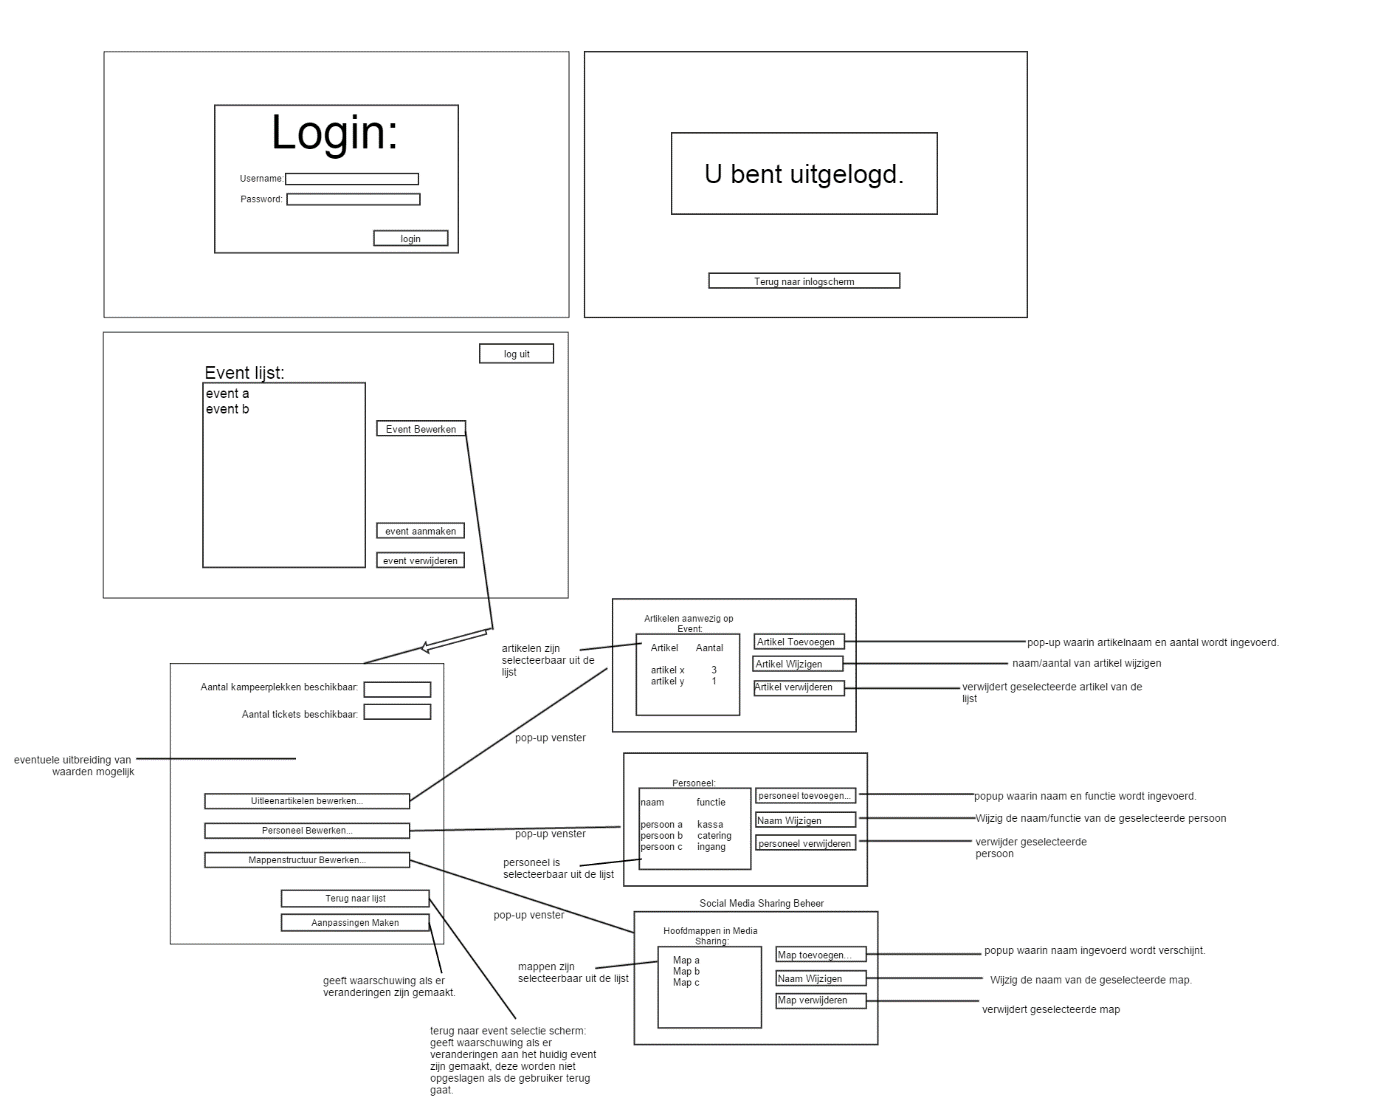 Login:
Username:
Password:
login
U bent uitgelogd.
Terug naar inlogscherm
log uit
Event lijst:
event a
event b
Event Bewerken
event aanmaken
event verwijderen
Aantal kampeerplekken beschikbaar:
Aantal tickets beschikbaar:
eventuele uitbreiding van
waarden mogelijk
Uitleenartikelen bewerken...
Personeel Bewerken...
Mappenstructuur Bewerken...
Terug naar lijst
Aanpassingen Maken
geeft waarschuwing als er
veranderingen zijn gemaakt.
terug naar event selectie scherm:
geeft waarschuwing als er
veranderingen aan het huidig event
zijn gemaakt, deze worden niet
opgeslagen als de gebruiker terug
gaat.
artikelen zijn
selecteerbaar uit de
lijst
pop-up venster
Artikelen aanwezig op
Event:
Artikel Aantal
artikel x 3
artikel y 1
Artikel Toevoegen
Artikel Wijzigen
Artikel verwijderen
pop-up waarin artikelnaam en aantal wordt ingevoerd.
naam/aantal van artikel wijzigen
verwijdert geselecteerde artikel van de
lijst
pop-up venster
personeel is
selecteerbaar uit de lijst
Personeel:
naam functie
persoon a kassa
persoon b catering
persoon c ingang
personeel toevoegen...
Naam Wijzigen
personeel verwijderen
popup waarin naam en functie wordt ingevoerd.
Wijzig de naam/functie van de geselecteerde persoon
verwijder geselecteerde
persoon
pop-up venster
mappen zijn
selecteerbaar uit de lijst
Social Media Sharing Beheer
Hoofdmappen in Media
Sharing:
Map a
Map b
Map c
Map toevoegen...
Naam Wijzigen
Map verwijderen
popup waarin naam ingevoerd wordt verschijnt.
Wijzig de naam van de geselecteerde map.
verwijdert geselecteerde map